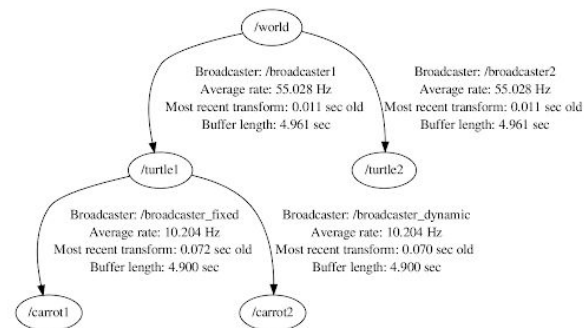 /world
Broadcaster: /broadcaster1
Average rate: 55.028 Hz
Most recent transform: 0.011 sec old
Buffer length: 4.961 sec
Broadcaster: /broadcaster2
Average rate: 55.028 Hz
Most recent transform: 0.011 sec old
Buffer length: 4.961 sec
/turtle1
/turtle2
Broadcaster: /broadcaster_fixed
Average rate: 10.204 Hz
Most recent transform: 0.072 sec old
Buffer length: 4.900 sec
Broadcaster: /broadcaster_dynamic
Average rate: 10.204 Hz
Most recent transform: 0.070 sec old
Buffer length: 4.900 sec
/carrot1
/carrot2